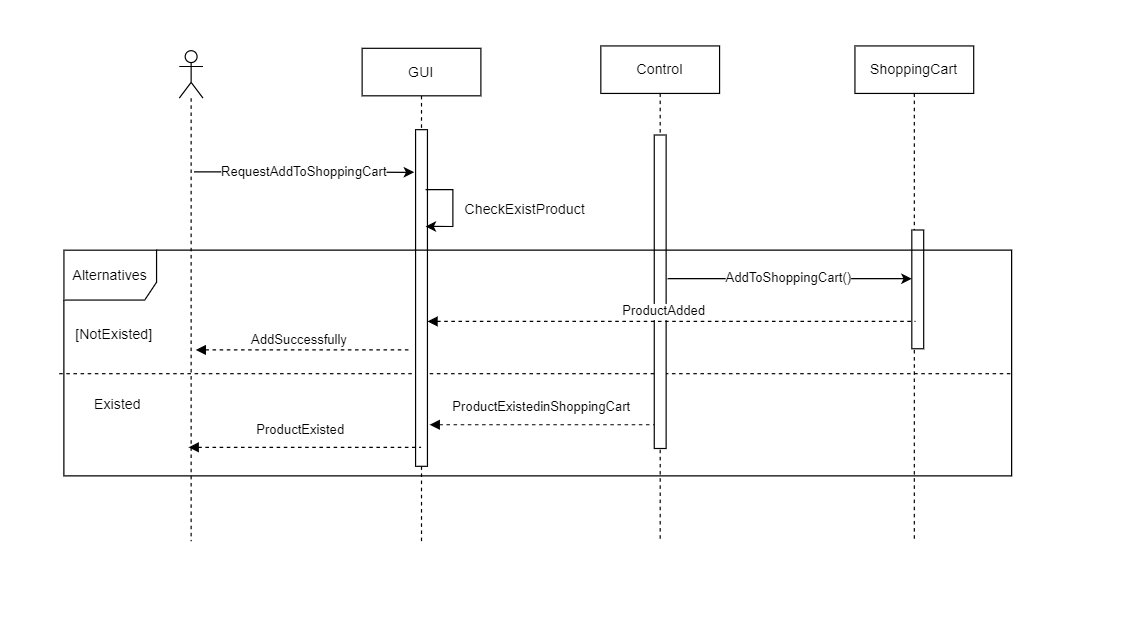 GUI
Control
ShoppingCart
RequestAddToShoppingCart
CheckExistProduct
Alternatives
AddToShoppingCart()
ProductAdded
[NotExisted]
AddSuccessfully
Existed
ProductExistedinShoppingCart
ProductExisted